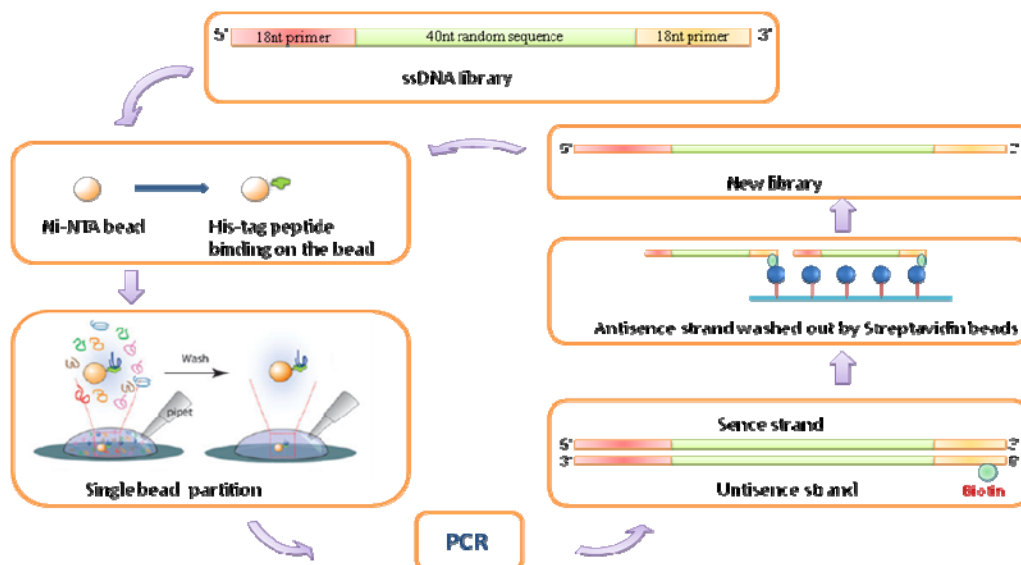 5' 18nt primer 40nt random sequence 18nt primer 3'
ssDNA library
Ni-NTA bead
His-tag peptide
binding on the bead
Wash
pipet
Single bead partition
PCR
Sence strand
5' 3'
3'
Untisence strand
Biotin
Antisence strand washed out by Streptavidin beads
5' 3'
New library